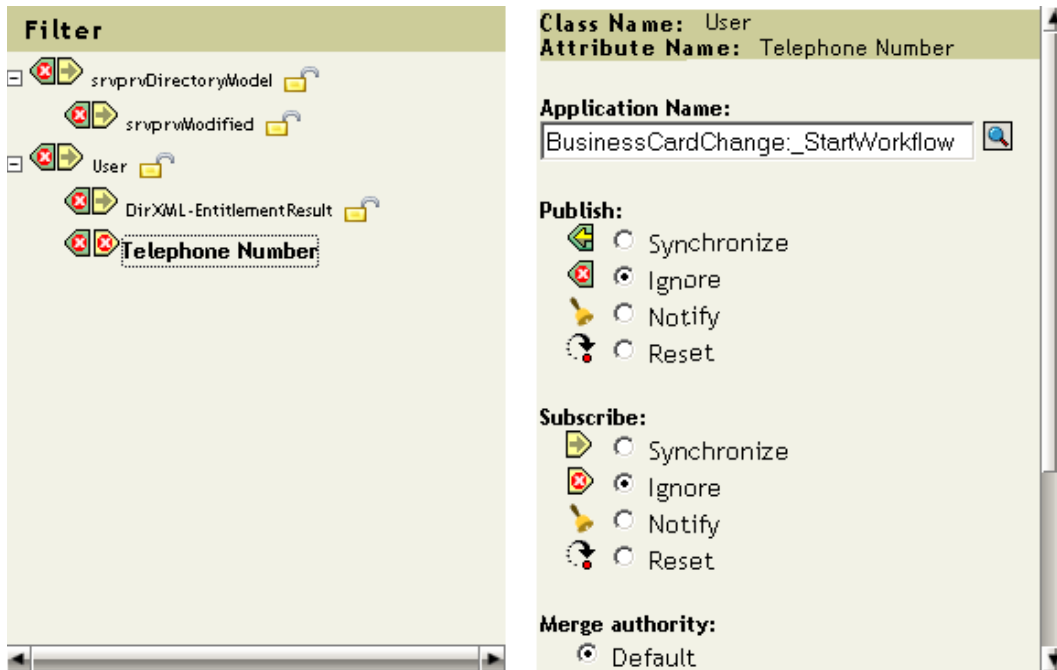 Filter
srvprvDirectoryModel
srvprvModified
User
DirXML-EntitlementResult
Telephone Number
Class Name: User
Attribute Name: Telephone Number
Application Name:
BusinessCardChange:_StartWorkflow
Publish:
Synchronize
Ignore
Notify
Reset
Subscribe:
Synchronize
Ignore
Notify
Reset
Merge authority:
Default